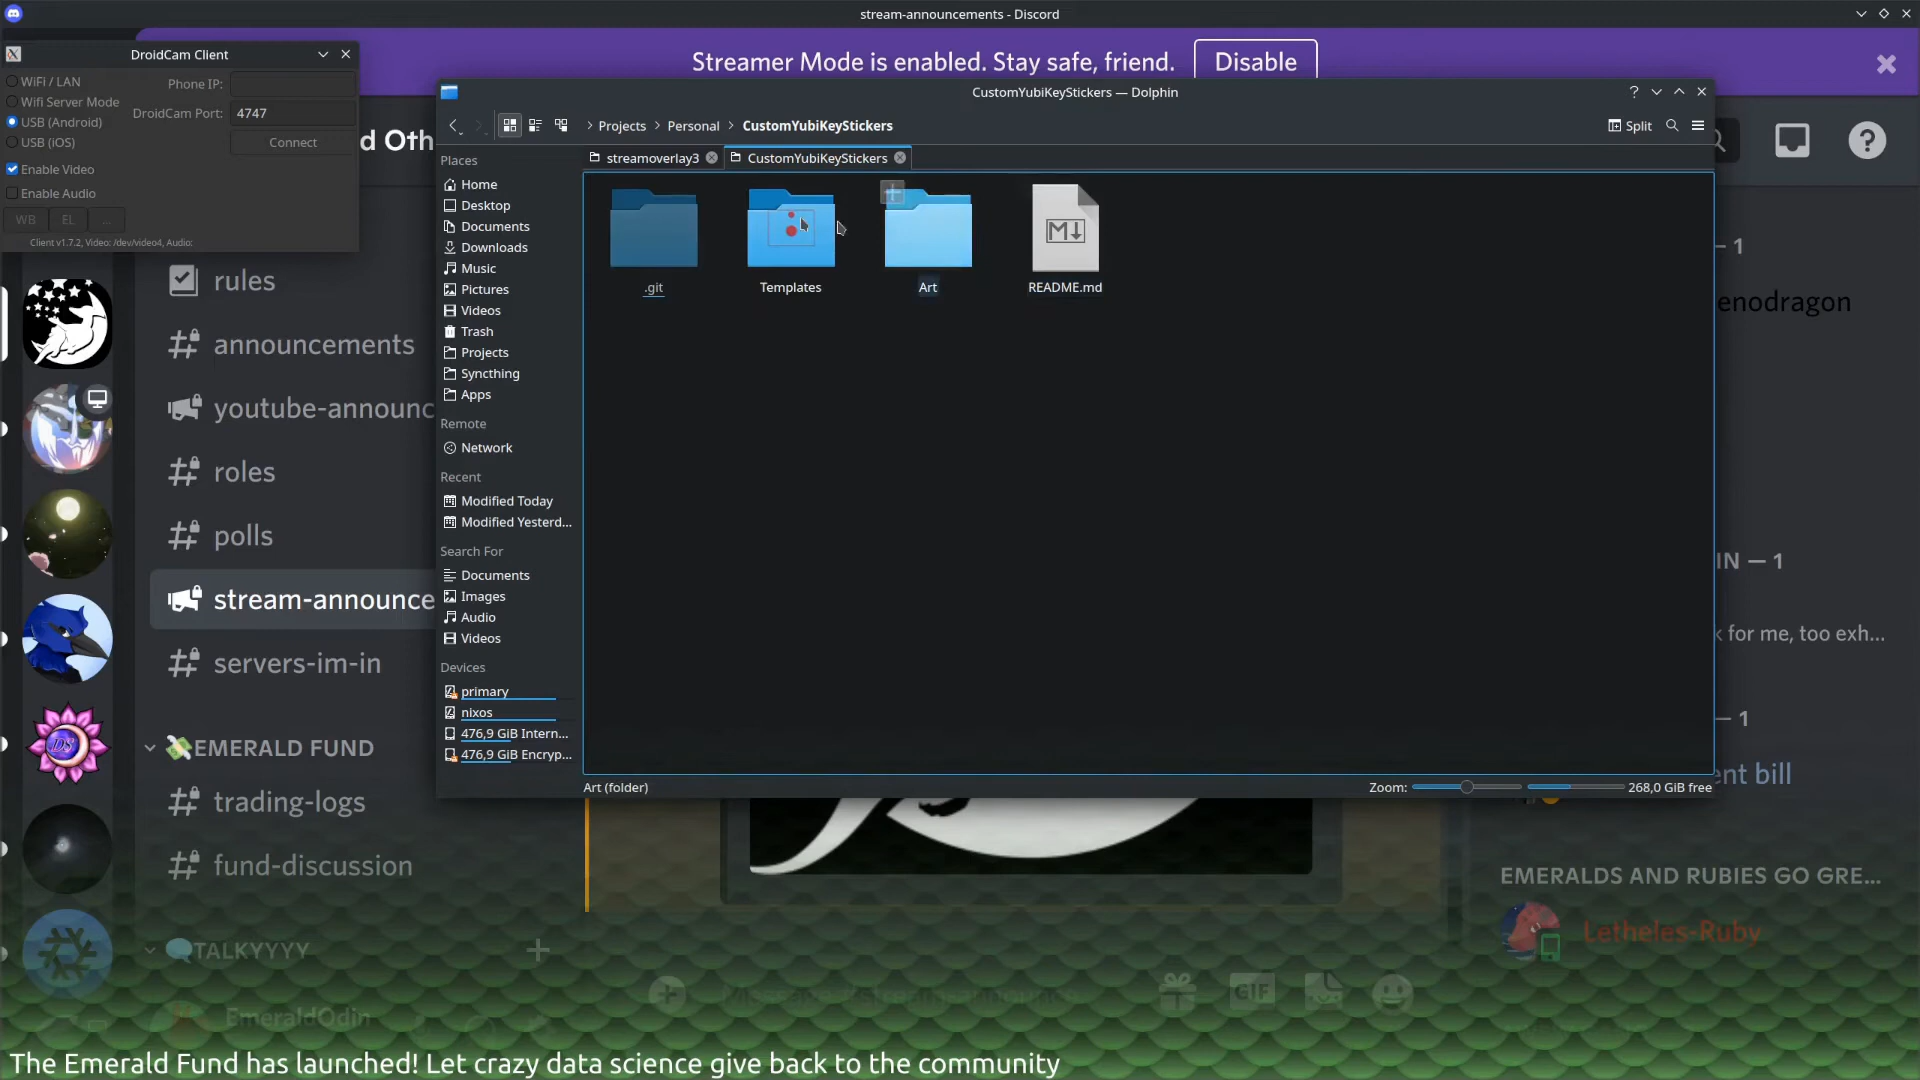 stream-announcements - Discord
Streamer Mode is enabled. Stay safe, friend.
Disable
DroidCam Client
WiFi / LAN
Wifi Server Mode
USB (Android)
USB (iOS)
Phone IP:
DroidCam Port:
4747
Connect
Enable Video
Enable Audio
WB
EL
...
Client v1.7.2, Video: /dev/video4, Audio:
d Oth
rules
announcements
youtube-announc
roles
polls
stream-announce
servers-im-in
EMERALD FUND
trading-logs
fund-discussion
TALKYYYY
EmeraldOdin
CustomYubiKeyStickers — Dolphin
Projects
Personal
CustomYubiKeyStickers
Split
streamoverlay3
CustomYubiKeyStickers
Places
Home
Desktop
Documents
Downloads
Music
Pictures
Videos
Trash
Projects
Syncthing
Apps
Remote
Network
Recent
Modified Today
Modified Yesterd...
Search For
Documents
Images
Audio
Videos
Devices
primary
nixos
476,9 GiB Intern...
476,9 GiB Encryp...
.git
Templates
Art
M
README.md
Art (folder)
Zoom:
268,0 GiB free
— 1
enodragon
IN — 1
k for me, too exh...
— 1
ent bill
EMERALDS AND RUBIES GO GRE...
Letheles-Ruby
DS
GIF
The Emerald Fund has launched! Let crazy data science give back to the community